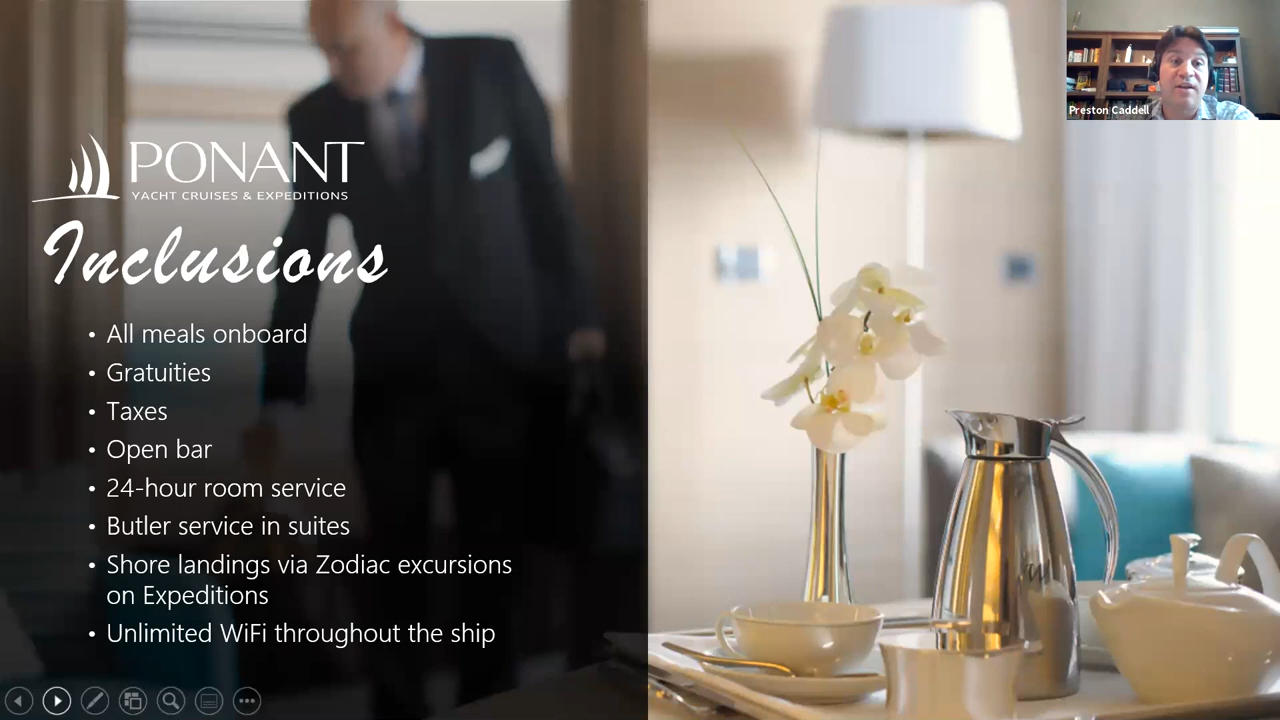 Preston Caddell
PONANT
YACHT CRUISES & EXPEDITIONS
Inclusions
• All meals onboard
• Gratuities
• Taxes
• Open bar
• 24-hour room service
• Butler service in suites
• Shore landings via Zodiac excursions
on Expeditions
• Unlimited WiFi throughout the ship